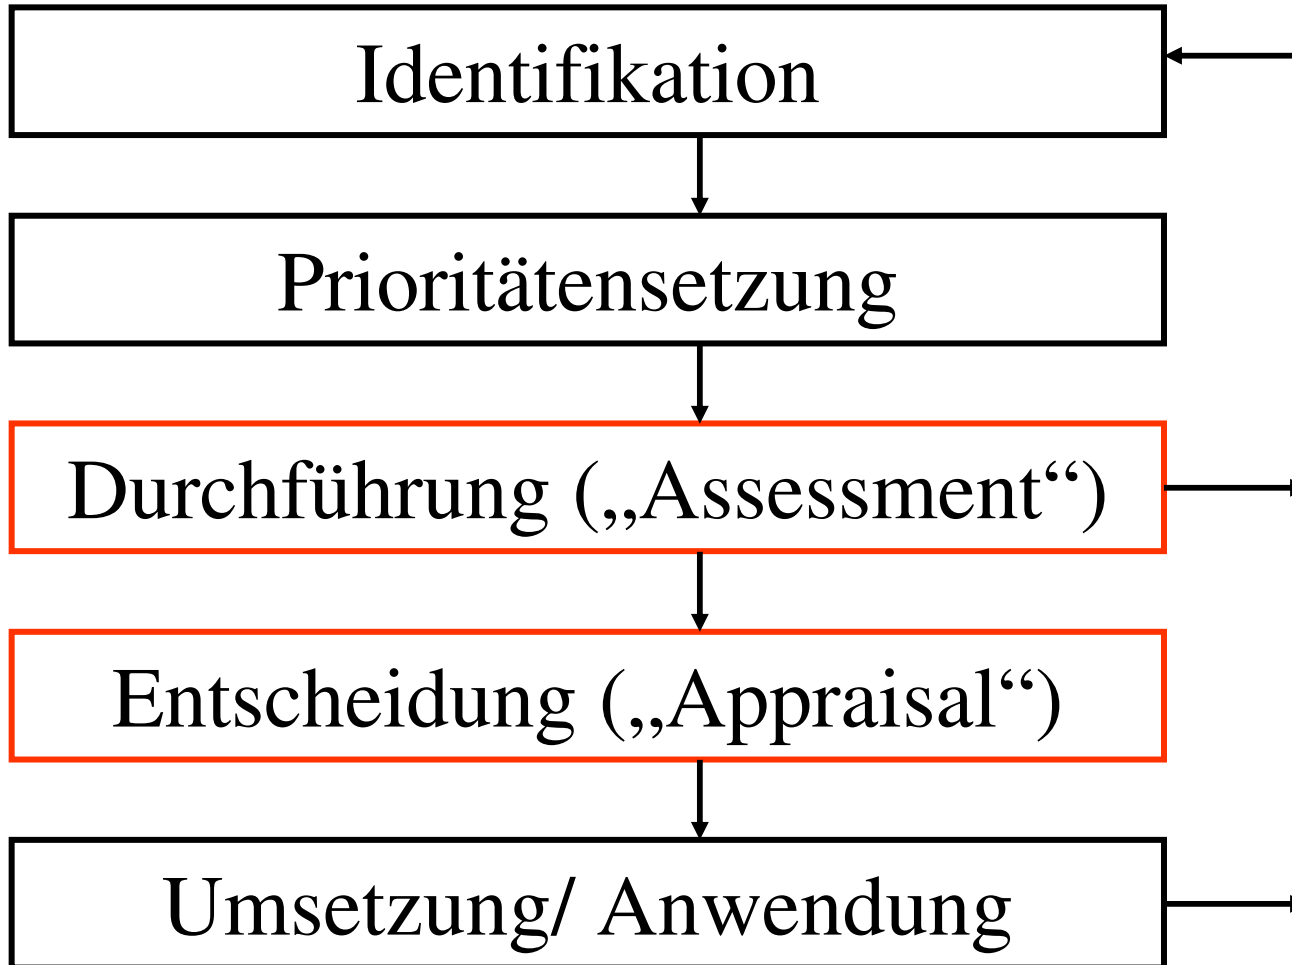 Identifikation
Prioritätensetzung
Durchführung („Assessment“)
Entscheidung („Appraisal“)
Umsetzung/ Anwendung